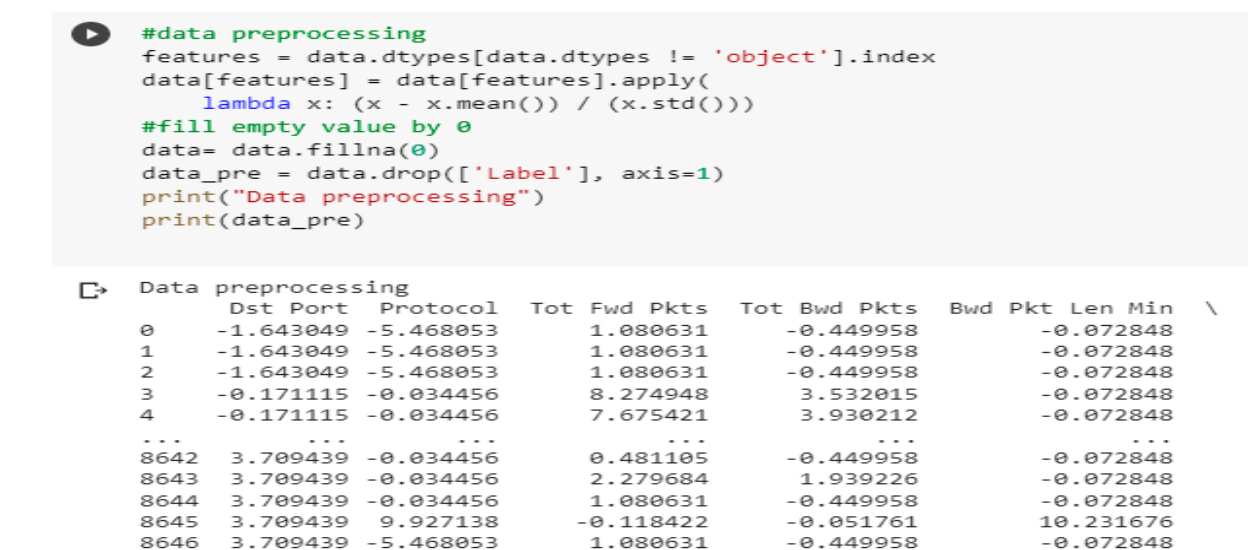 #data preprocessing
features = data.dtypes[data.dtypes != 'object'].index
data[features] = data[features].apply(
    lambda x: (x - x.mean()) / (x.std()))
#fill empty value by 0
data= data.fillna(0)
data_pre = data.drop(['Label'], axis=1)
print("Data preprocessing")
print(data_pre)
Data preprocessing
      Dst Port  Protocol  Tot Fwd Pkts  Tot Bwd Pkts  Bwd Pkt Len Min  \
0    -1.643049 -5.468053      1.080631     -0.449958        -0.072848
1    -1.643049 -5.468053      1.080631     -0.449958        -0.072848
2    -1.643049 -5.468053      1.080631     -0.449958        -0.072848
3    -0.171115 -0.034456      8.274948      3.532015        -0.072848
4    -0.171115 -0.034456      7.675421      3.930212        -0.072848
...        ...       ...           ...           ...              ...
8642  3.709439 -0.034456      0.481105     -0.449958        -0.072848
8643  3.709439 -0.034456      2.279684      1.939226        -0.072848
8644  3.709439 -0.034456      1.080631     -0.449958        -0.072848
8645  3.709439  9.927138     -0.118422     -0.051761        10.231676
8646  3.709439 -5.468053      1.080631     -0.449958        -0.072848